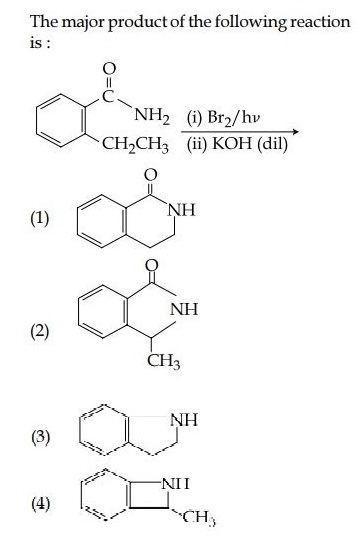 The major product of the following reaction
is :
O
C
NH₂ (i) Br₂/hν
CH₂CH₃ (ii) KOH (dil)
O
(1) NH
O
NH
(2)
CH₃
NH
(3)
NH
(4)
CH₃